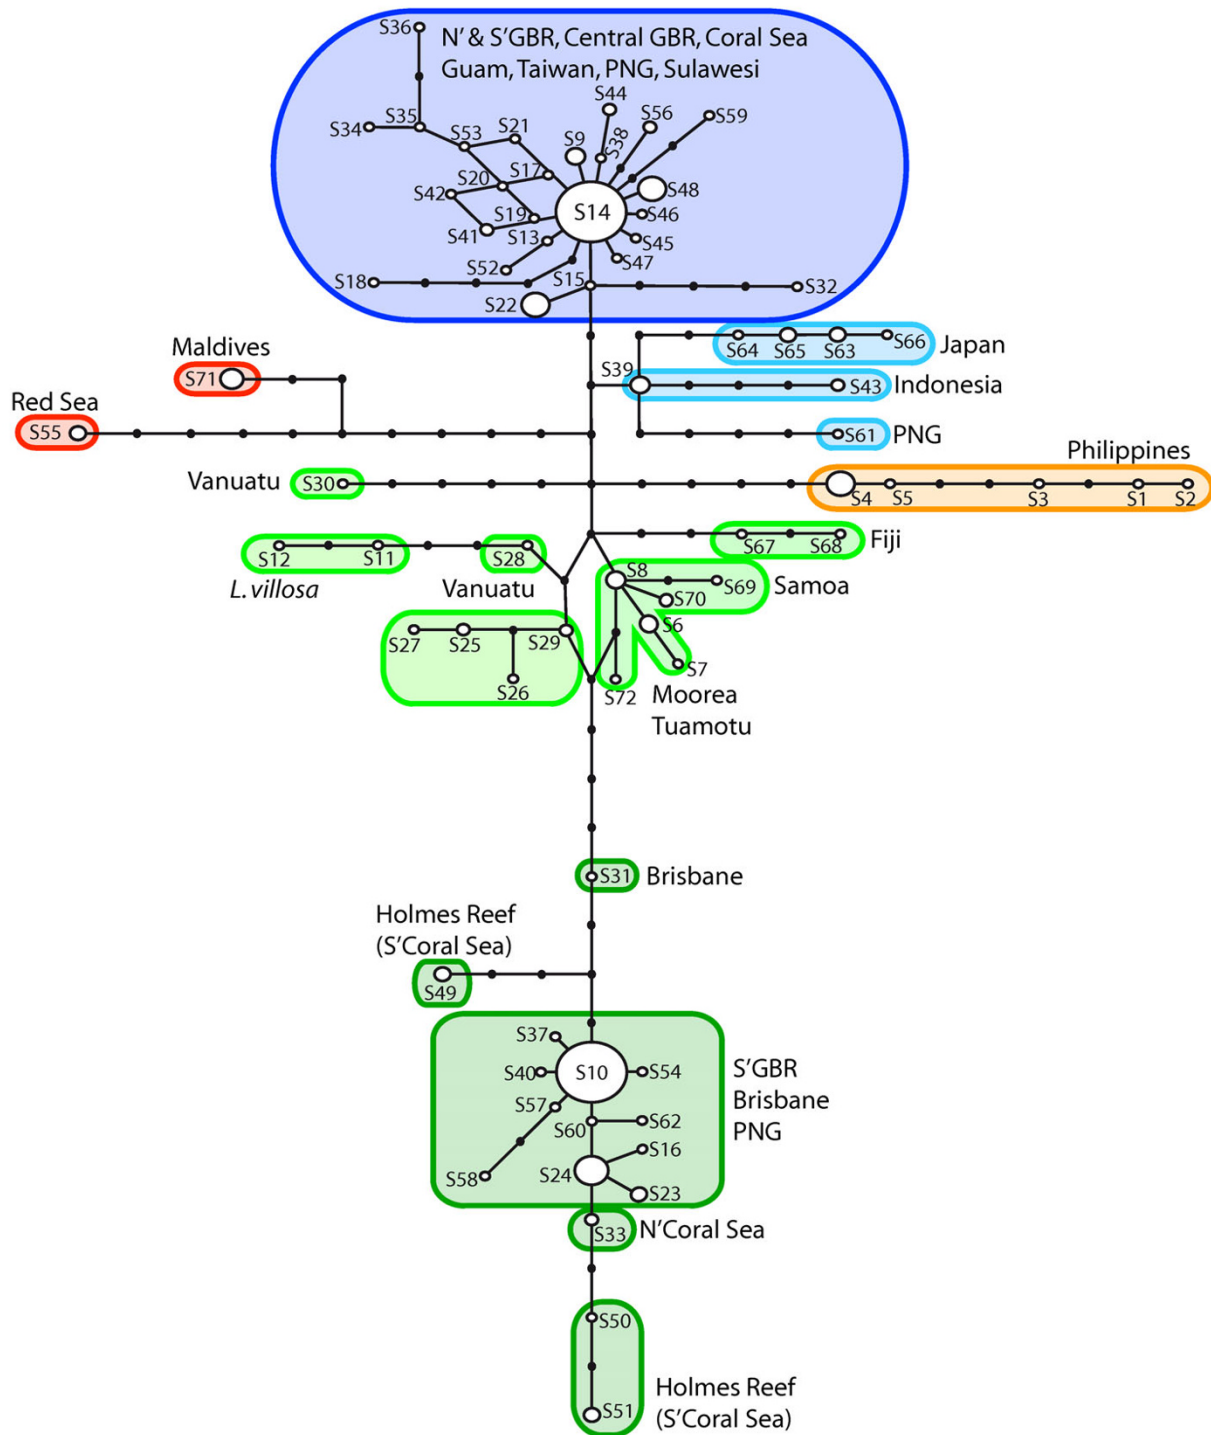 S36
N' & S'GBR, Central GBR, Coral Sea
Guam, Taiwan, PNG, Sulawesi
S44
S34
S35
S53
S21
S9
S38
S56
S59
S42
S20
S17
S48
S14
S46
S41
S19
S13
S45
S52
S47
S18
S15
S32
S22
Maldives
S71
S64
S65
S63
S66
Japan
S39
S43
Indonesia
Red Sea
S55
S61
PNG
Philippines
Vanuatu
S30
S4
S5
S3
S1
S2
S12
S11
S28
S67
S68
Fiji
L. villosa
Vanuatu
S8
S69
Samoa
S70
S27
S25
S29
S6
S26
S7
S72
Moorea
Tuamotu
S31
Brisbane
Holmes Reef
(S'Coral Sea)
S49
S37
S40
S10
S54
S'GBR
Brisbane
PNG
S57
S60
S62
S16
S58
S24
S23
S33
N'Coral Sea
S50
Holmes Reef
(S'Coral Sea)
S51